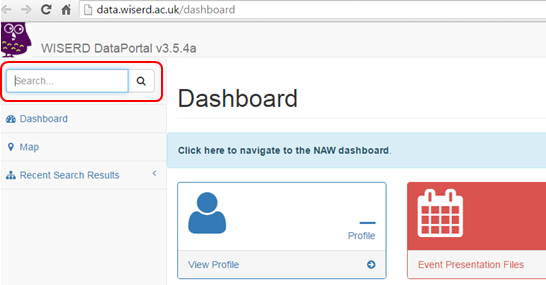 data.wiserd.ac.uk/dashboard
WISERD DataPortal v3.5.4a
Search...
Dashboard
Map
Recent Search Results
Dashboard
Click here to navigate to the NAW dashboard.
Profile
View Profile
Event Presentation Files